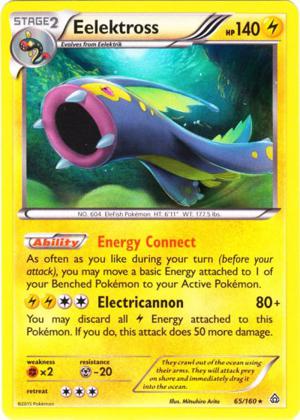 STAGE2 Eelektross HP140
Evolves from Eelektrik
NO. 604 EleFish Pokémon HT. 6'11" WT. 177.5 lbs.
Ability Energy Connect
As often as you like during your turn (before your
attack), you may move a basic Energy attached to 1 of
your Benched Pokémon to your Active Pokémon.
Electricannon 80+
You may discard all Energy attached to this
Pokémon. If you do, this attack does 50 more damage.
weakness resistance
×2 -20
retreat
They crawl out of the ocean
using their arms. They will
attack prey on shore and
immediately drag it into
the ocean.
©2015 Pokémon
Illus. Mitsuhiro Arita 65/160 ★